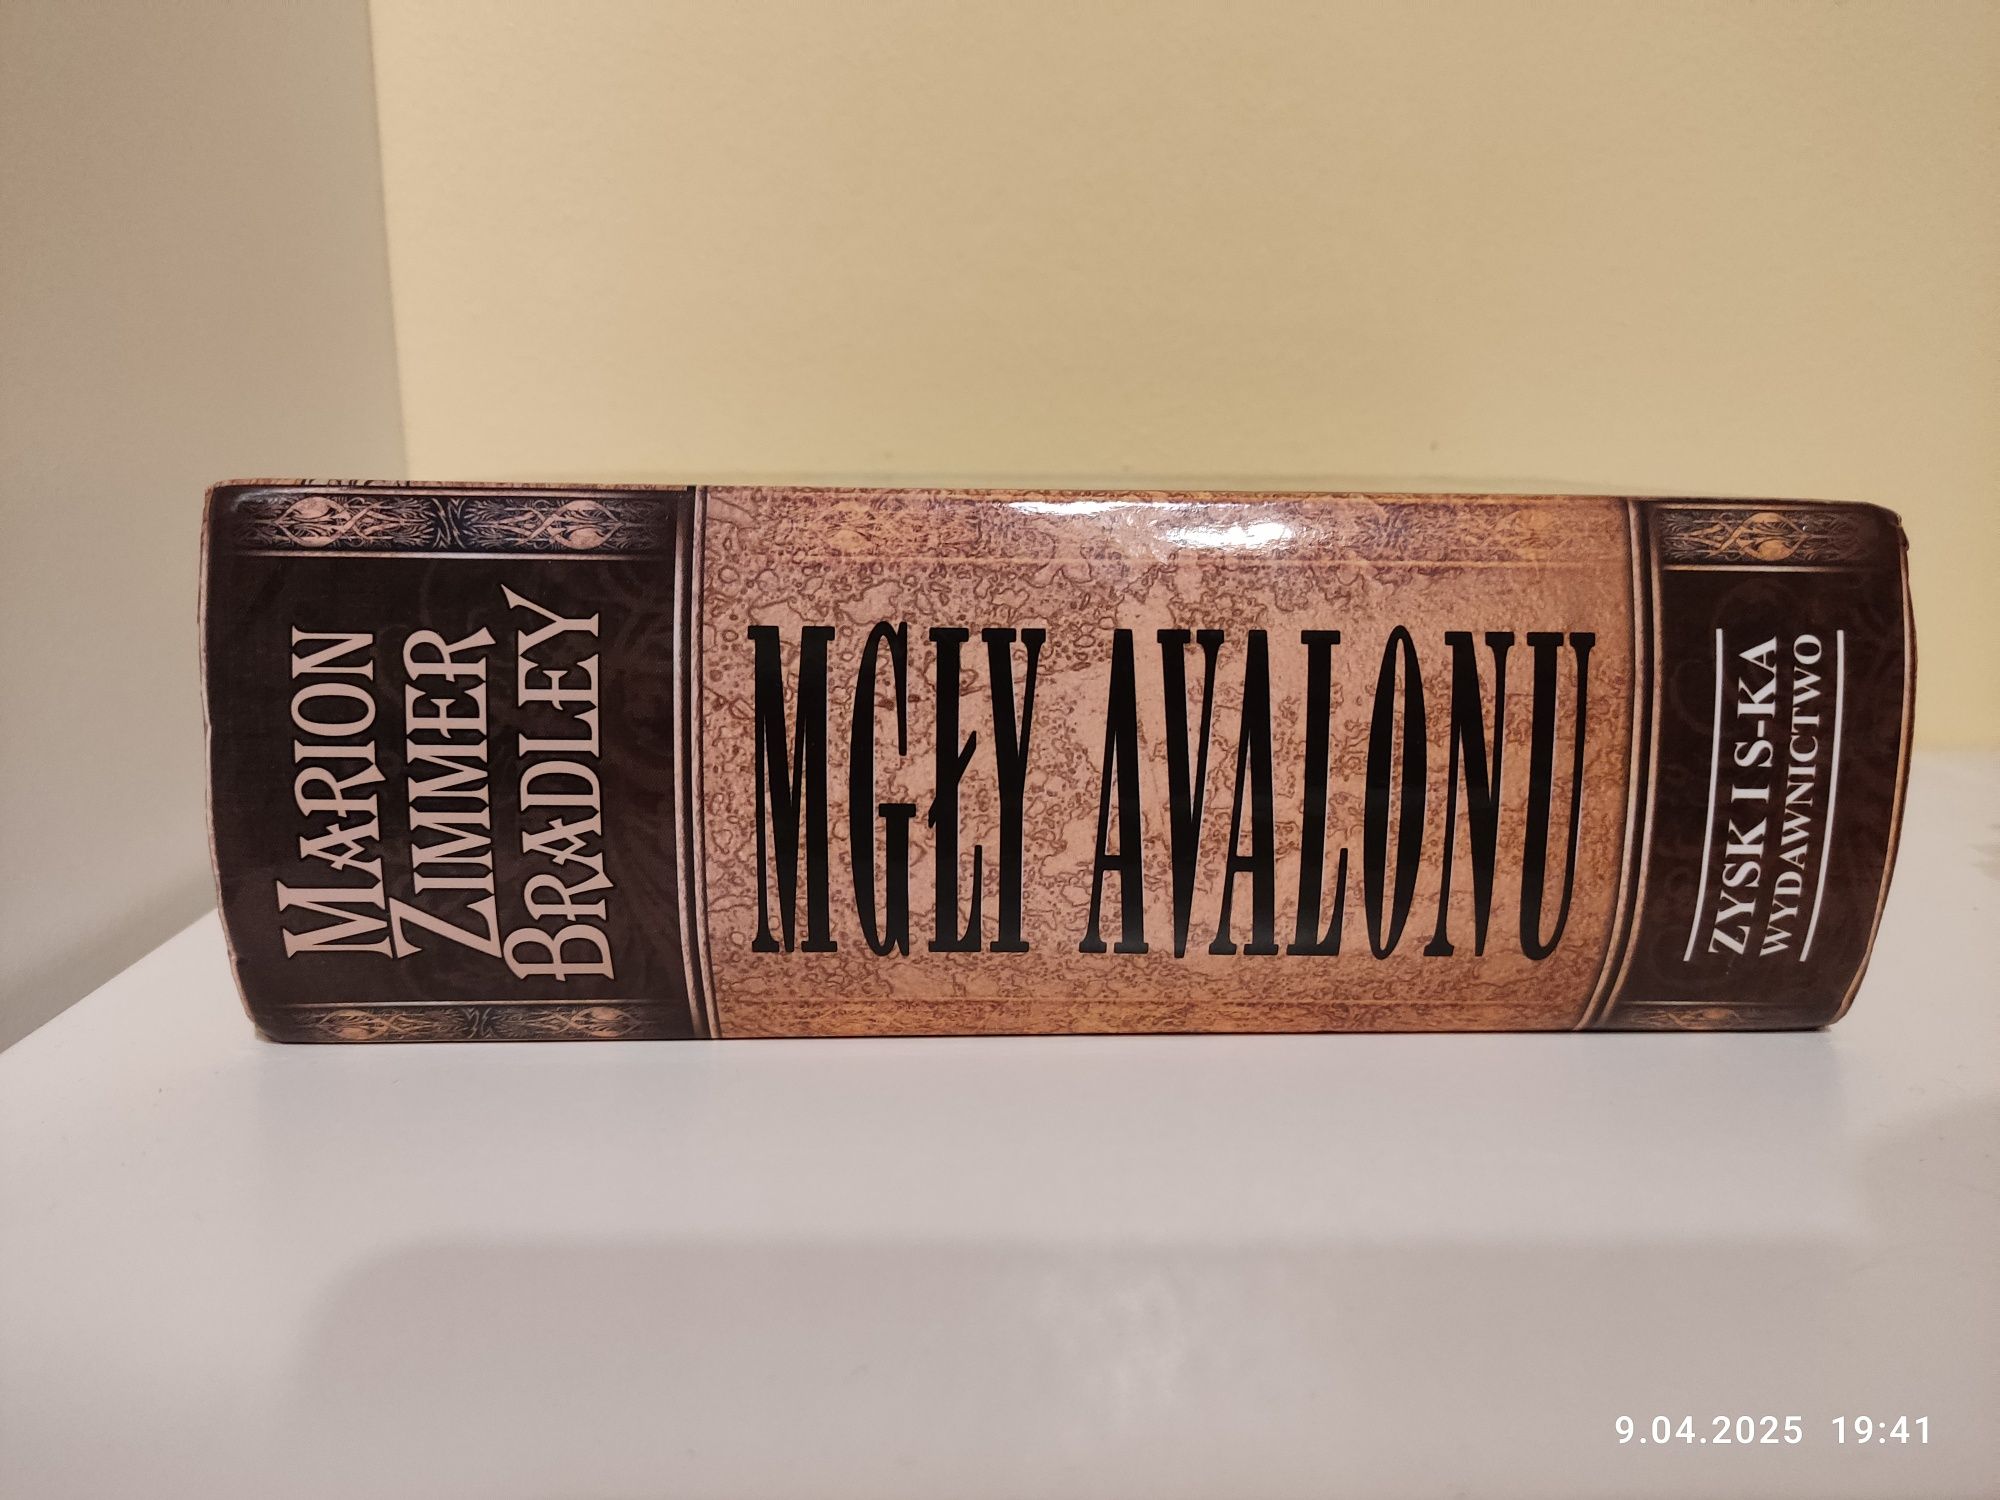 MARION
ZIMMER
BRADLEY
MGŁY AVALONU
ZYSK I S-KA
WYDAWNICTWO
9.04.2025 19:41